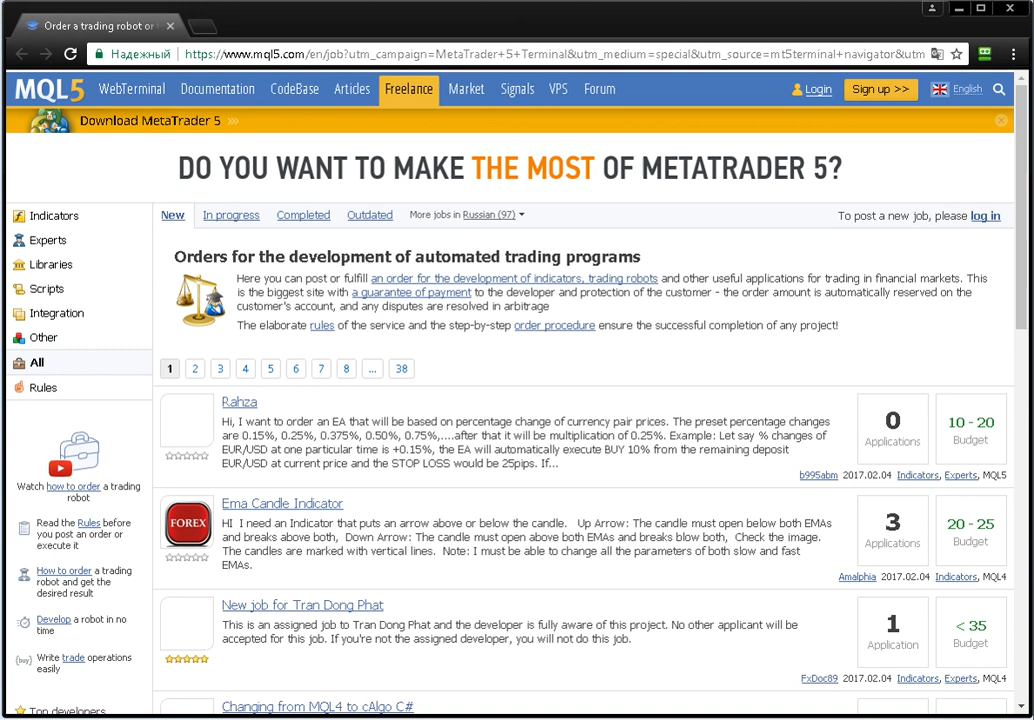 Order a trading robot or
Надежный
https://www.mql5.com/en/job?utm_campaign=MetaTrader+5+Terminal&utm_medium=special&utm_source=mt5terminal+navigator&utm
MQL5 WebTerminal Documentation CodeBase Articles Freelance Market Signals VPS Forum Login Sign up >> English
Download MetaTrader 5
DO YOU WANT TO MAKE THE MOST OF METATRADER 5?
Indicators
Experts
Libraries
Scripts
Integration
Other
All
Rules
Watch how to order a trading
robot
Read the Rules before
you post an order or
execute it
How to order a trading
robot and get the
desired result
Develop a robot in no
time
(buy)
Write trade operations
easily
Top developers
New In progress Completed Outdated More jobs in Russian (97) To post a new job, please log in
Orders for the development of automated trading programs
Here you can post or fulfill an order for the development of indicators, trading robots and other useful applications for trading in financial markets. This
is the biggest site with a guarantee of payment to the developer and protection of the customer - the order amount is automatically reserved on the
customer's account, and any disputes are resolved in arbitrage
The elaborate rules of the service and the step-by-step order procedure ensure the successful completion of any project!
1 2 3 4 5 6 7 8 ... 38
Rahza
Hi, I want to order an EA that will be based on percentage change of currency pair prices. The preset percentage changes
are 0.15%, 0.25%, 0.375%, 0.50%, 0.75%,....after that it will be multiplication of 0.25%. Example: Let say % changes of
EUR/USD at one particular time is +0.15%, the EA will automatically execute BUY 10% from the remaining deposit
EUR/USD at current price and the STOP LOSS would be 25pips. If...
0
Applications
10 - 20
Budget
b995abm 2017.02.04 Indicators, Experts, MQL5
FOREX
Ema Candle Indicator
HI I need an Indicator that puts an arrow above or below the candle. Up Arrow: The candle must open below both EMAs
and breaks above both, Down Arrow: The candle must open above both EMAs and breaks blow both, Check the image.
The candles are marked with vertical lines. Note: I must be able to change all the parameters of both slow and fast
EMAs.
3
Applications
20 - 25
Budget
Amalphia 2017.02.04 Indicators, MQL4
New job for Tran Dong Phat
This is an assigned job to Tran Dong Phat and the developer is fully aware of this project. No other applicant will be
accepted for this job. If you're not the assigned developer, you will not do this job.
1
Application
< 35
Budget
FxDoc89 2017.02.04 Indicators, Experts, MQL4
Changing from MQL4 to cAlgo C#